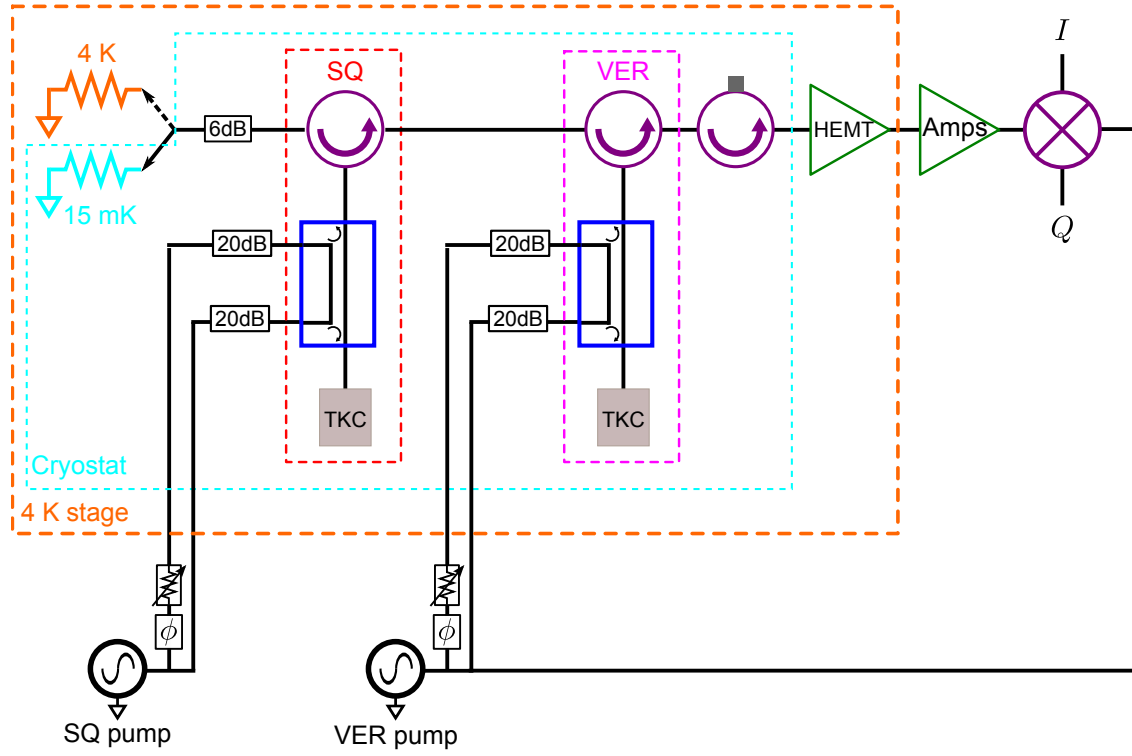 4 K
SQ
VER
I
6dB
HEMT
Amps
15 mK
Q
20dB
20dB
20dB
20dB
TKC
TKC
Cryostat
4 K stage
ϕ
ϕ
SQ pump
VER pump